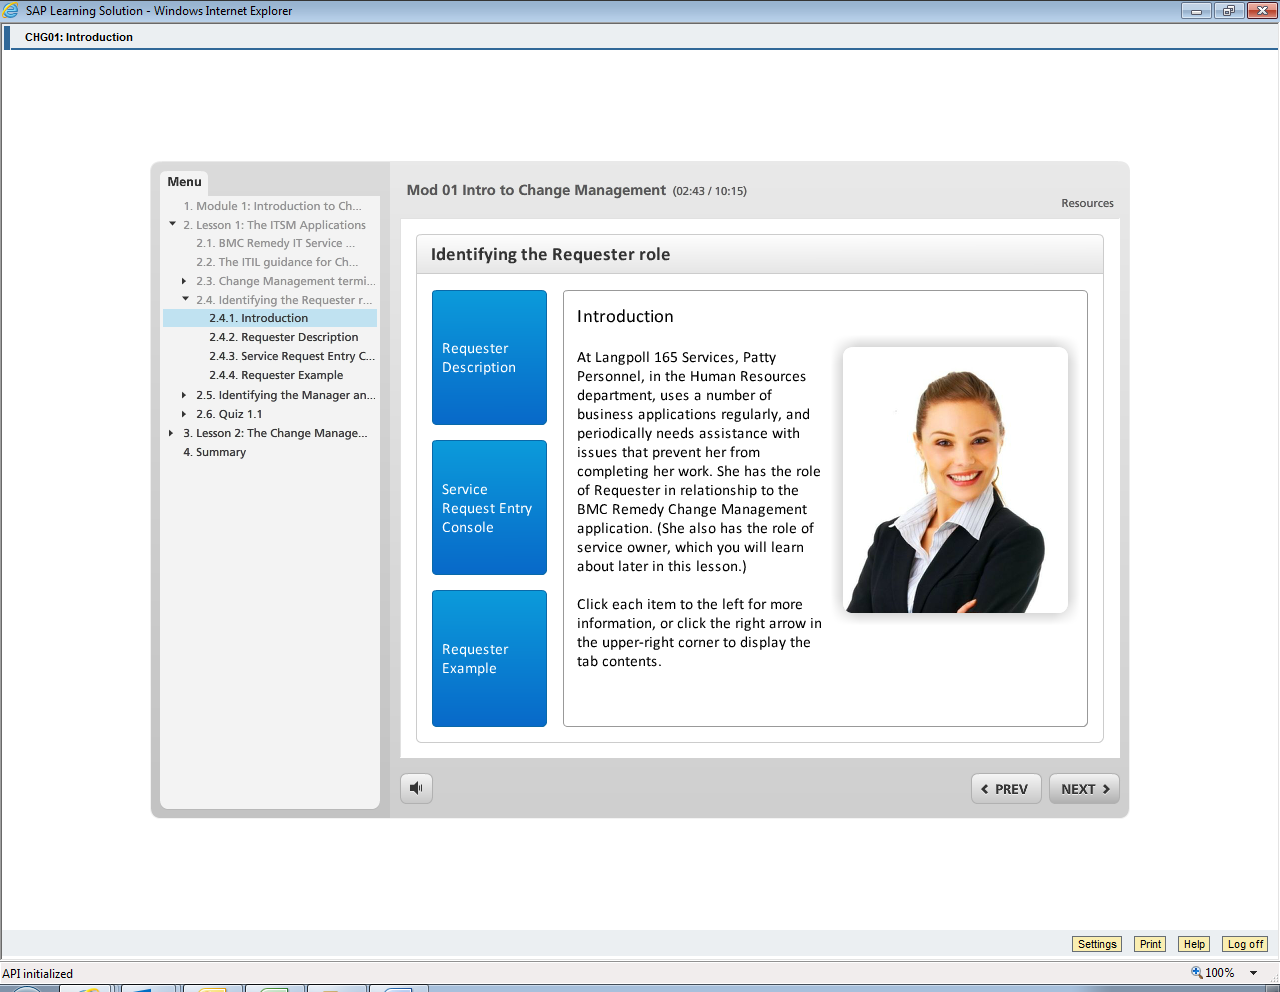 SAP Learning Solution - Windows Internet Explorer
CHG01: Introduction
Menu
1. Module 1: Introduction to Ch...
2. Lesson 1: The ITSM Applications
2.1. BMC Remedy IT Service ...
2.2. The ITIL guidance for Ch...
2.3. Change Management termi...
2.4. Identifying the Requester r...
2.4.1. Introduction
2.4.2. Requester Description
2.4.3. Service Request Entry C...
2.4.4. Requester Example
2.5. Identifying the Manager an...
2.6. Quiz 1.1
3. Lesson 2: The Change Manage...
4. Summary
Mod 01 Intro to Change Management (02:43 / 10:15)
Resources
Identifying the Requester role
Requester
Description
Service
Request Entry
Console
Requester
Example
Introduction
At Langpoll 165 Services, Patty
Personnel, in the Human Resources
department, uses a number of
business applications regularly, and
periodically needs assistance with
issues that prevent her from
completing her work. She has the role
of Requester in relationship to the
BMC Remedy Change Management
application. (She also has the role of
service owner, which you will learn
about later in this lesson.)
Click each item to the left for more
information, or click the right arrow in
the upper-right corner to display the
tab contents.
PREV
NEXT
Settings
Print
Help
Log off
API initialized
100%